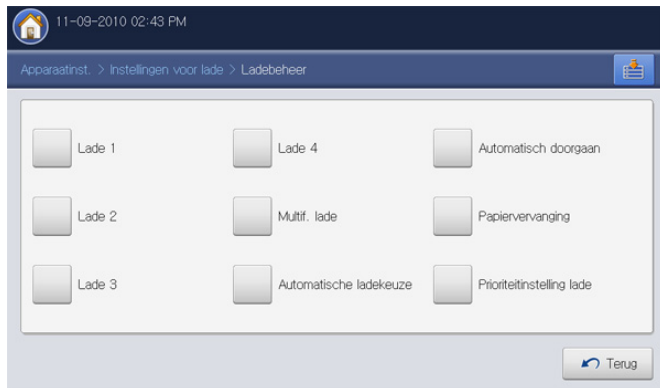 11-09-2010 02:43 PM
Apparaatinst. > Instellingen voor lade > Ladebeheer
Lade 1
Lade 4
Automatisch doorgaan
Lade 2
Multif. lade
Papiervervanging
Lade 3
Automatische ladekeuze
Prioriteitinstelling lade
Terug